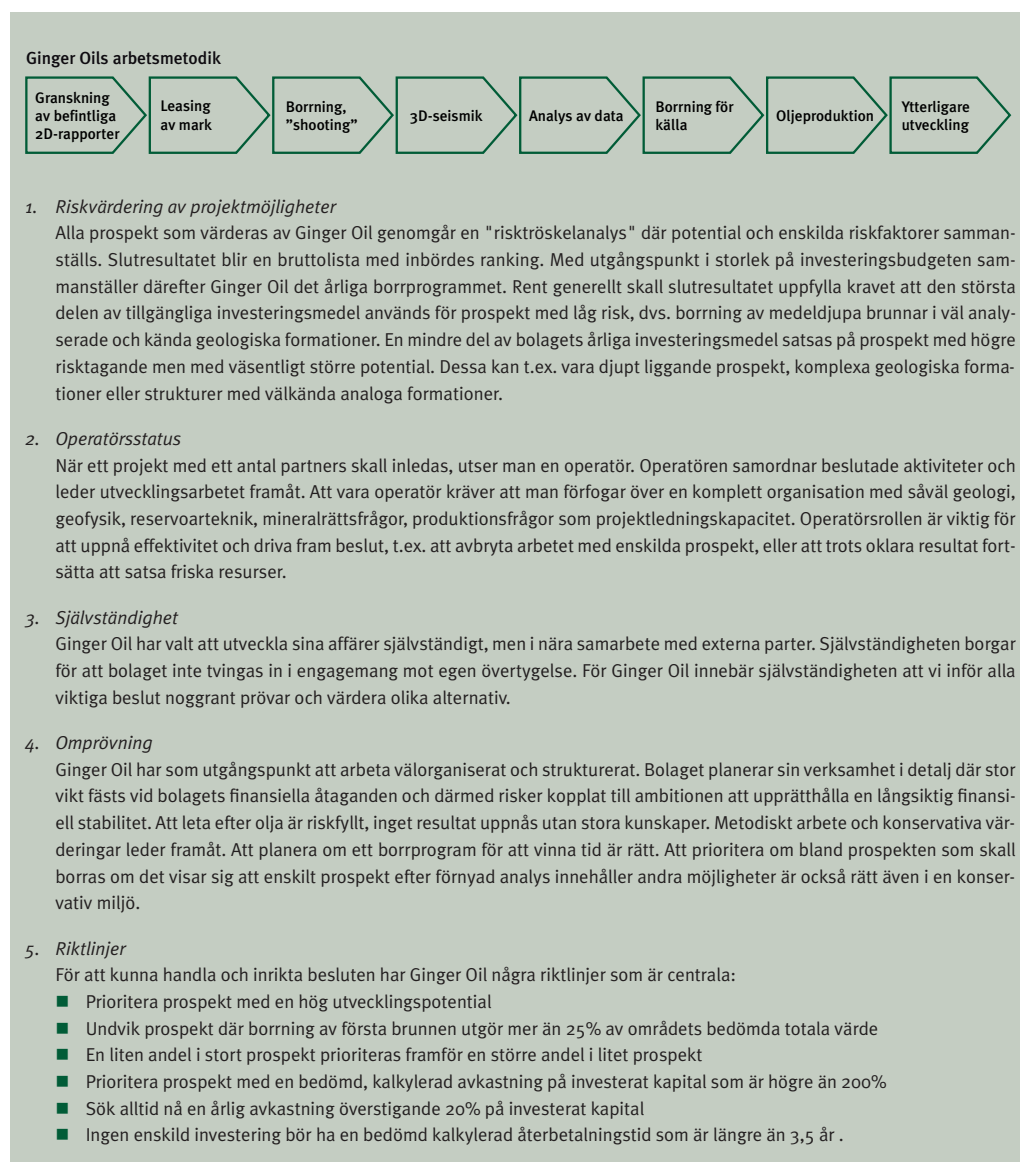 Ginger Oils arbetsmetodik
Granskning
av befintliga
2D-rapporter
Leasing
av mark
Borrning,
”shooting”
3D-seismik
Analys av data
Borrning för
källa
Oljeproduktion
Ytterligare
utveckling
1. Riskvärdering av projektmöjligheter
Alla prospekt som värderas av Ginger Oil genomgår en "risktröskelanalys" där potential och enskilda riskfaktorer samman-
ställs. Slutresultatet blir en bruttolista med inbördes ranking. Med utgångspunkt i storlek på investeringsbudgeten sam-
manställer därefter Ginger Oil det årliga borrprogrammet. Rent generellt skall slutresultatet uppfylla kravet att den största
delen av tillgängliga investeringsmedel används för prospekt med låg risk, dvs. borrning av medeldjupa brunnar i väl analy-
serade och kända geologiska formationer. En mindre del av bolagets årliga investeringsmedel satsas på prospekt med högre
risktagande men med väsentligt större potential. Dessa kan t.ex. vara djupt liggande prospekt, komplexa geologiska forma-
tioner eller strukturer med välkända analoga formationer.
2. Operatörsstatus
När ett projekt med ett antal partners skall inledas, utser man en operatör. Operatören samordnar beslutade aktiviteter och
leder utvecklingsarbetet framåt. Att vara operatör kräver att man förfogar över en komplett organisation med såväl geologi,
geofysik, reservoarteknik, mineralrättsfrågor, produktionsfrågor som projektledningskapacitet. Operatörsrollen är viktig för
att uppnå effektivitet och driva fram beslut, t.ex. att avbryta arbetet med enskilda prospekt, eller att trots oklara resultat fort-
sätta att satsa friska resurser.
3. Självständighet
Ginger Oil har valt att utveckla sina affärer självständigt, men i nära samarbete med externa parter. Självständigheten borgar
för att bolaget inte tvingas in i engagemang mot egen övertygelse. För Ginger Oil innebär självständigheten att vi inför alla
viktiga beslut noggrant prövar och värdera olika alternativ.
4. Omprövning
Ginger Oil har som utgångspunkt att arbeta välorganiserat och strukturerat. Bolaget planerar sin verksamhet i detalj där stor
vikt fästs vid bolagets finansiella åtaganden och därmed risker kopplat till ambitionen att upprätthålla en långsiktig finansi-
ell stabilitet. Att leta efter olja är riskfyllt, inget resultat uppnås utan stora kunskaper. Metodiskt arbete och konservativa vär-
deringar leder framåt. Att planera om ett borrprogram för att vinna tid är rätt. Att prioritera om bland prospekten som skall
borras om det visar sig att enskilt prospekt efter förnyad analys innehåller andra möjligheter är också rätt även i en konser-
vativ miljö.
5. Riktlinjer
För att kunna handla och inrikta besluten har Ginger Oil några riktlinjer som är centrala:
■ Prioritera prospekt med en hög utvecklingspotential
■ Undvik prospekt där borrning av första brunnen utgör mer än 25% av områdets bedömda totala värde
■ En liten andel i stort prospekt prioriteras framför en större andel i litet prospekt
■ Prioritera prospekt med en bedömd, kalkylerad avkastning på investerat kapital som är högre än 200%
■ Sök alltid nå en årlig avkastning överstigande 20% på investerat kapital
■ Ingen enskild investering bör ha en bedömd kalkylerad återbetalningstid som är längre än 3,5 år .